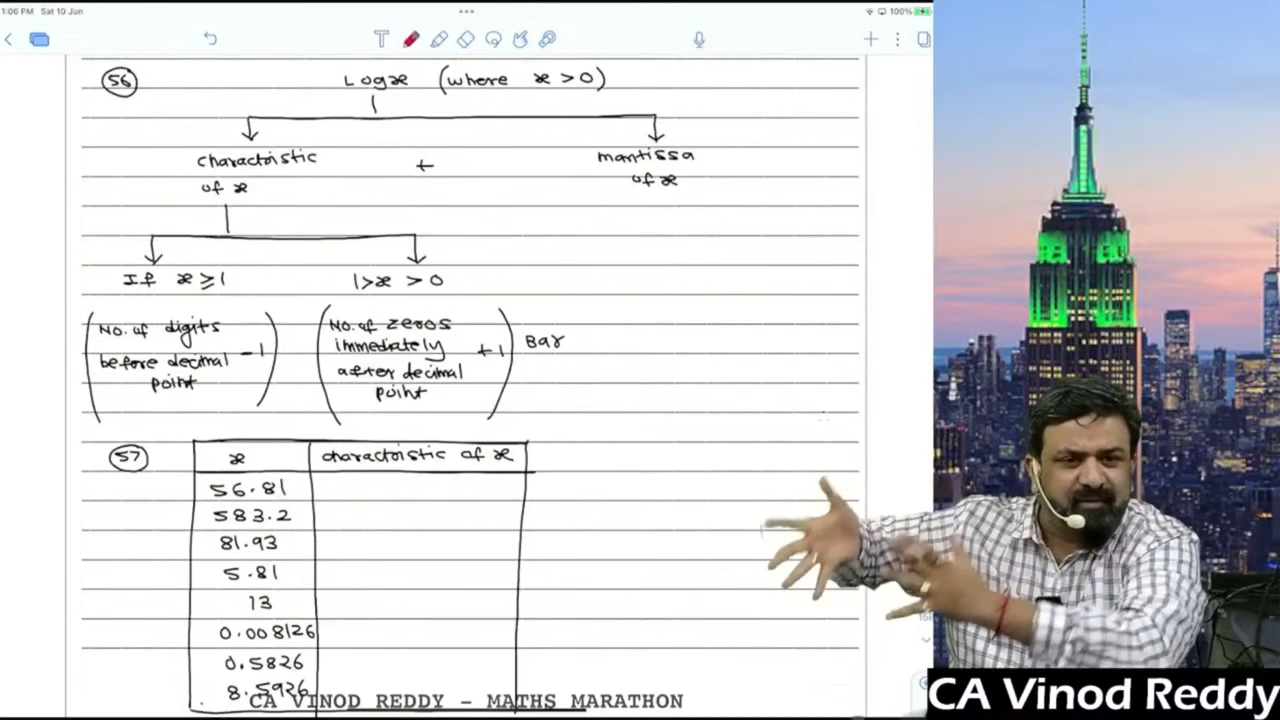 1:06 PM Sat 10 Jun
100%
56
Logx (where x > 0)
charactoistic + mantissa
of x of x
If x ≥ 1 1 > x > 0
(No. of digits before decimal point - 1)
(No. of zeros immediately after decimal point + 1) Bar
57
x charactoistic of x
56.81
583.2
81.93
5.81
13
0.008126
0.5826
8.5926
CA VINOD REDDY – MATHS MARATHON
CA Vinod Reddy